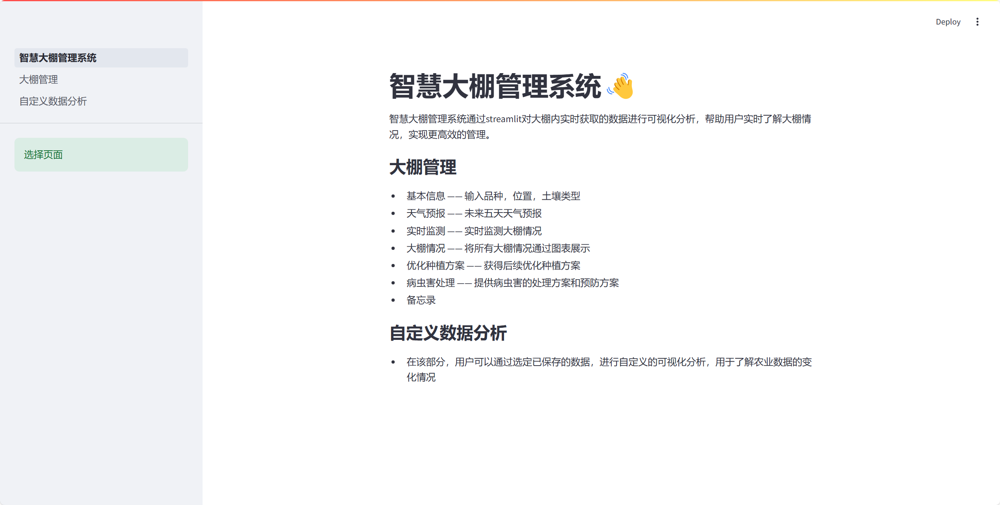 Deploy
智慧大棚管理系统
大棚管理
自定义数据分析
选择页面
智慧大棚管理系统 👋
智慧大棚管理系统通过streamlit对大棚内实时获取的数据进行可视化分析，帮助用户实时了解大棚情
况，实现更高效的管理。
大棚管理
• 基本信息 —— 输入品种，位置，土壤类型
• 天气预报 —— 未来五天天气预报
• 实时监测 —— 实时监测大棚情况
• 大棚情况 —— 将所有大棚情况通过图表展示
• 优化种植方案 —— 获得后续优化种植方案
• 病虫害处理 —— 提供病虫害的处理方案和预防方案
• 备忘录
自定义数据分析
• 在该部分，用户可以通过选定已保存的数据，进行自定义的可视化分析，用于了解农业数据的变
化情况